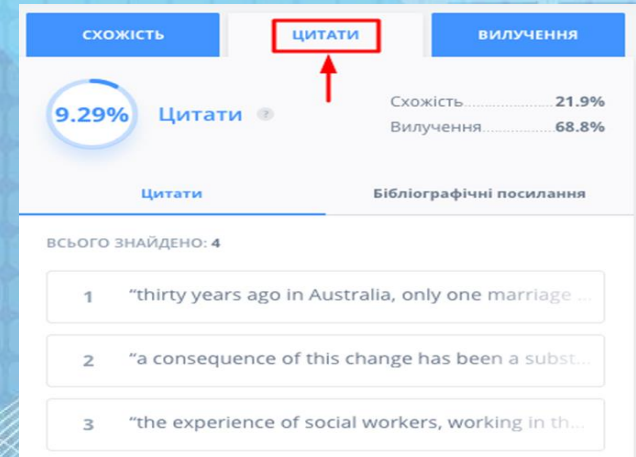 СХОЖІСТЬ ЦИТАТИ ВИЛУЧЕННЯ
9.29% Цитати ?
Схожість 21.9%
Вилучення 68.8%
Цитати Бібліографічні посилання
ВСЬОГО ЗНАЙДЕНО: 4
1 “thirty years ago in Australia, only one marriage ...
2 “a consequence of this change has been a subst...
3 “the experience of social workers, working in th...